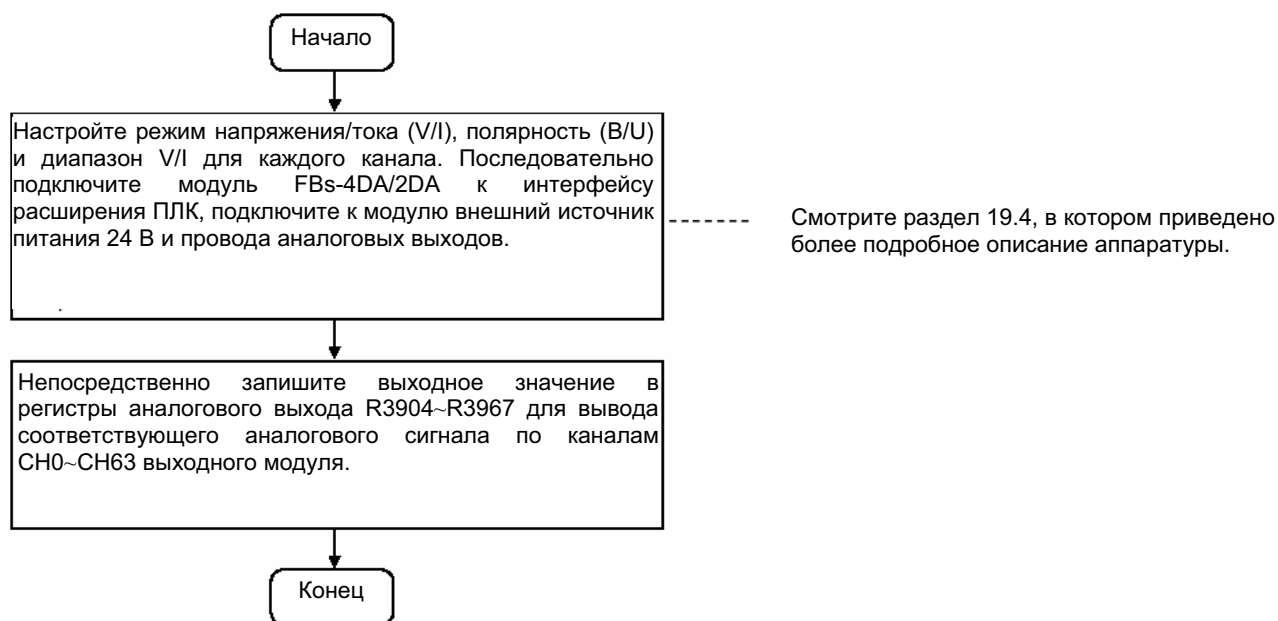 Начало
Настройте режим напряжения/тока (V/I), полярность (B/U)
и диапазон V/I для каждого канала. Последовательно
подключите модуль FBs-4DA/2DA к интерфейсу
расширения ПЛК, подключите к модулю внешний источник
питания 24 В и провода аналоговых выходов.
.
Смотрите раздел 19.4, в котором приведено
более подробное описание аппаратуры.
Непосредственно запишите выходное значение в
регистры аналогового выхода R3904~R3967 для вывода
соответствующего аналогового сигнала по каналам
CH0~CH63 выходного модуля.
Конец